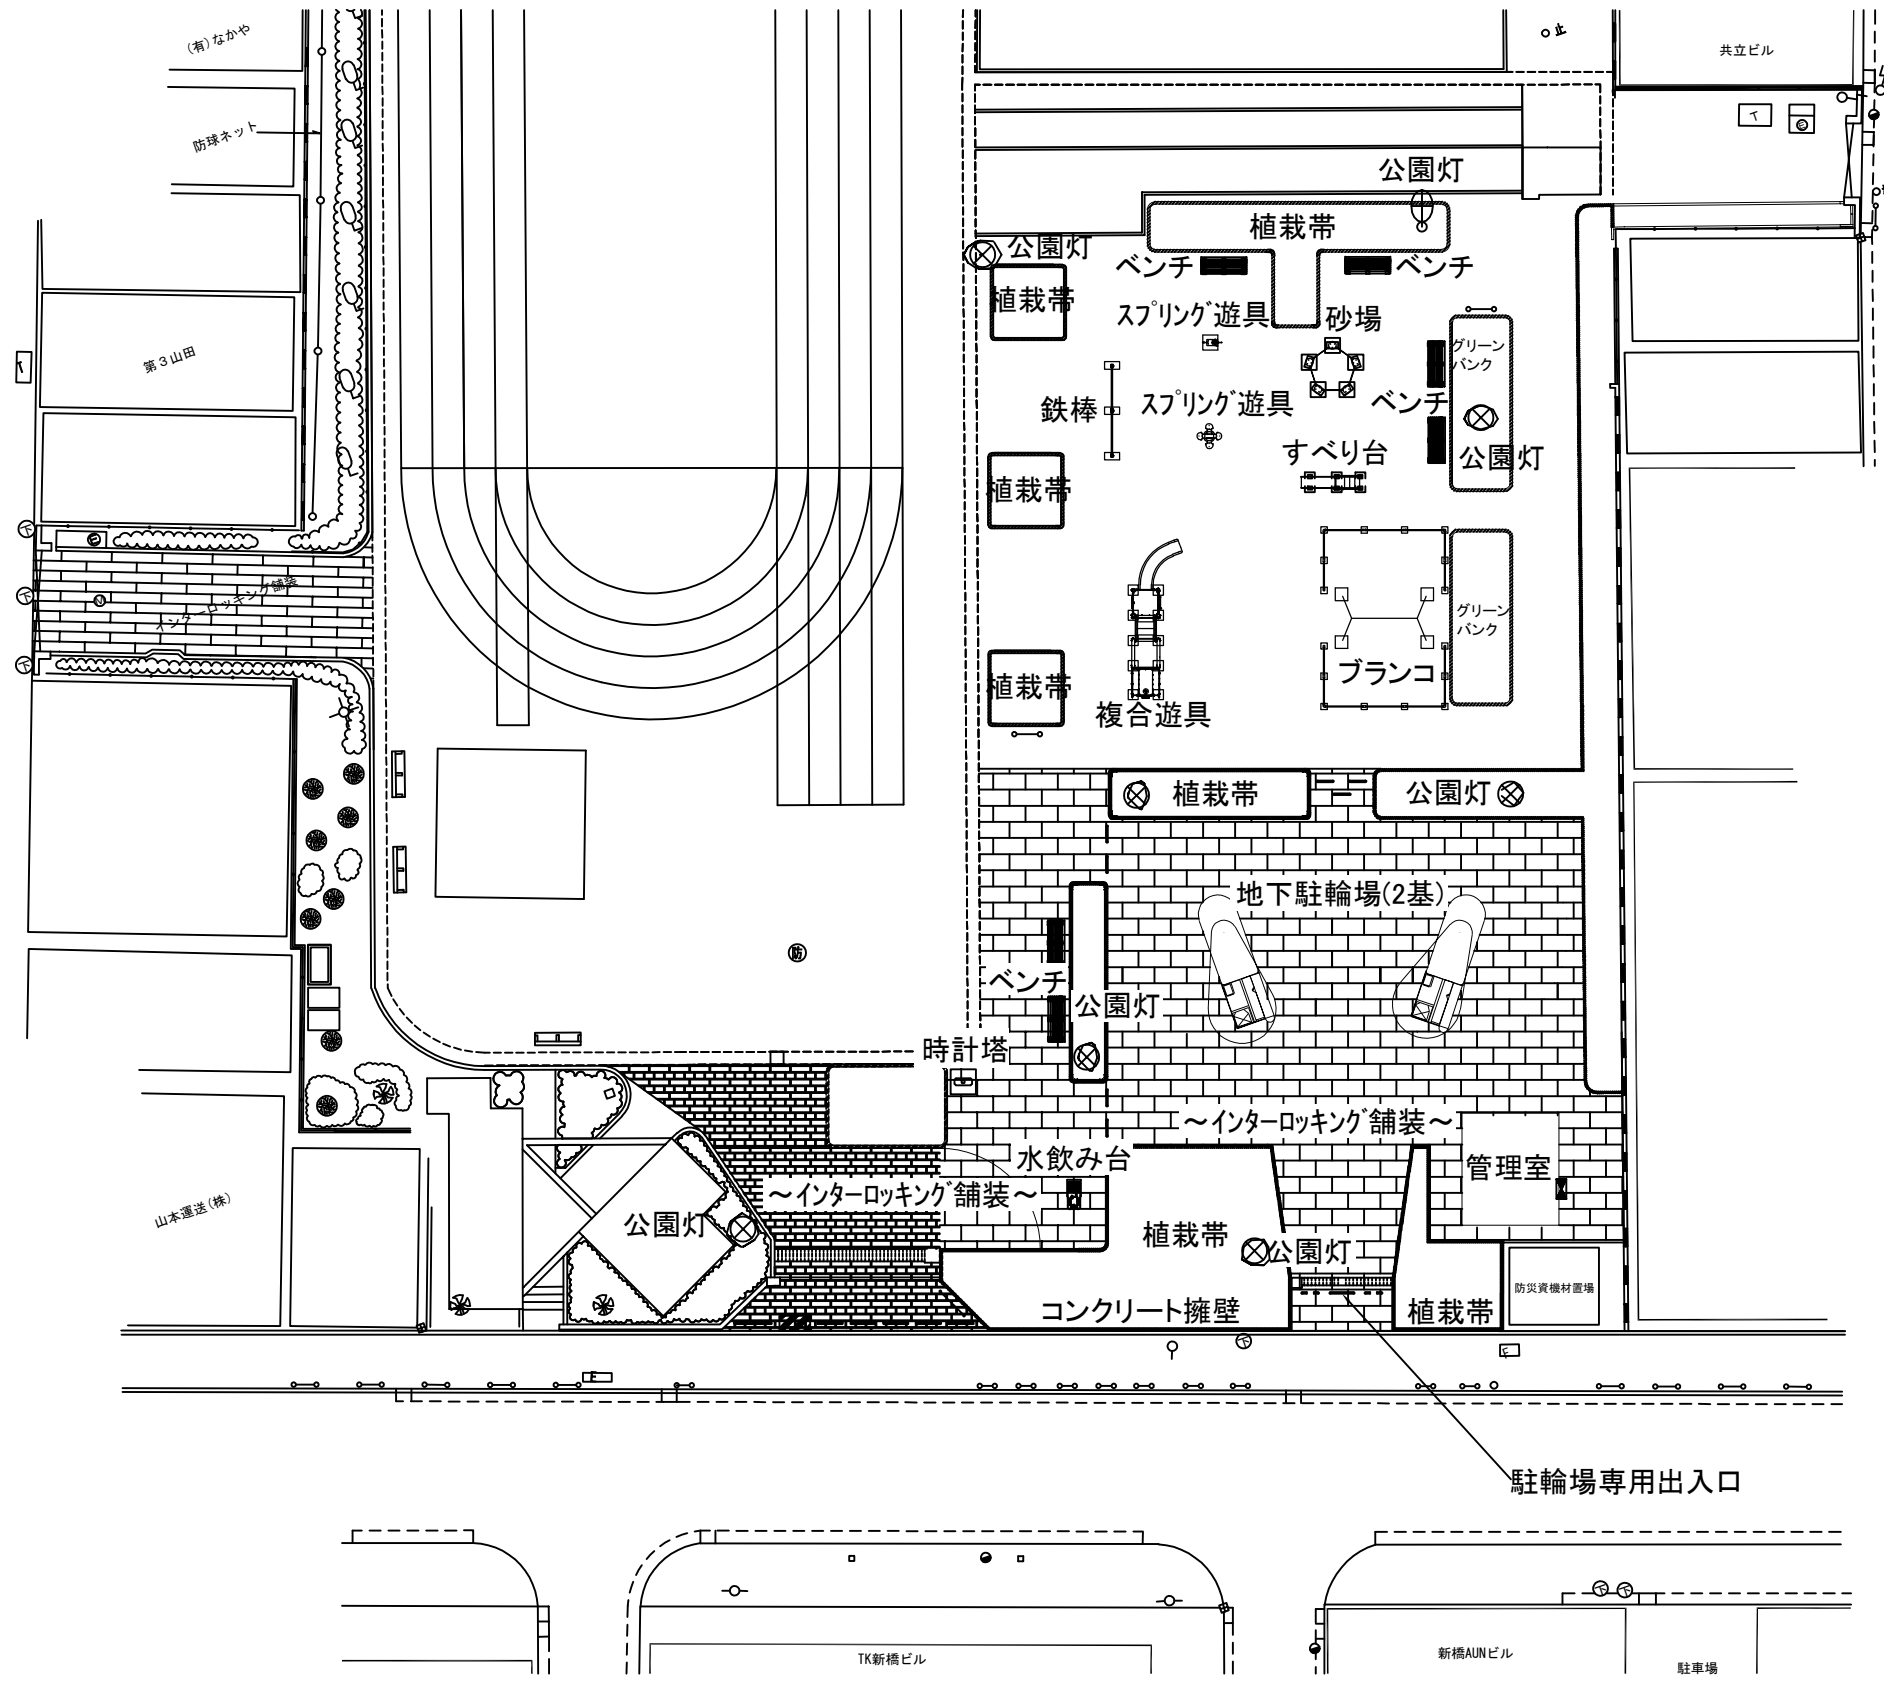 (有)なかや
共立ビル
止
T
E
防球ネット
公園灯
植栽帯
公園灯
ベンチ
ベンチ
植栽帯
スプリング遊具
砂場
グリーン
バンク
第3山田
T
鉄棒
スプリング遊具
ベンチ
すべり台
公園灯
植栽帯
下
下
インターロッキング舗装
グリーン
バンク
下
植栽帯
ブランコ
複合遊具
植栽帯
公園灯
地下駐輪場(2基)
防
ベンチ
公園灯
時計塔
~インターロッキング舗装~
水飲み台
管理室
~インターロッキング舗装~
山本運送(株)
公園灯
植栽帯
公園灯
防災資機材置場
コンクリート擁壁
植栽帯
下
E
駐輪場専用出入口
下
下
TK新橋ビル
新橋AUNビル
駐車場